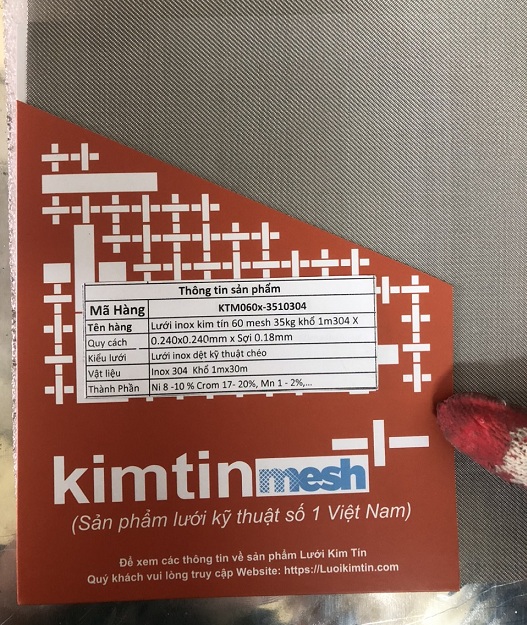 Thông tin sản phẩm
Mã Hàng KTM060x-3510304
Tên hàng Lưới inox kim tín 60 mesh 35kg khổ 1m304 X
Quy cách 0.240x0.240mm x Sợi 0.18mm
Kiểu lưới Lưới inox dệt kỹ thuật chéo
Vật liệu Inox 304 Khổ 1mx30m
Thành Phần Ni 8 -10 % Crom 17- 20%, Mn 1 - 2%,...
kimtin mesh
(Sản phẩm lưới kỹ thuật số 1 Việt Nam)
Để xem các thông tin về sản phẩm Lưới Kim Tín
Quý khách vui lòng truy cập Website: https://Luoikimtin.com